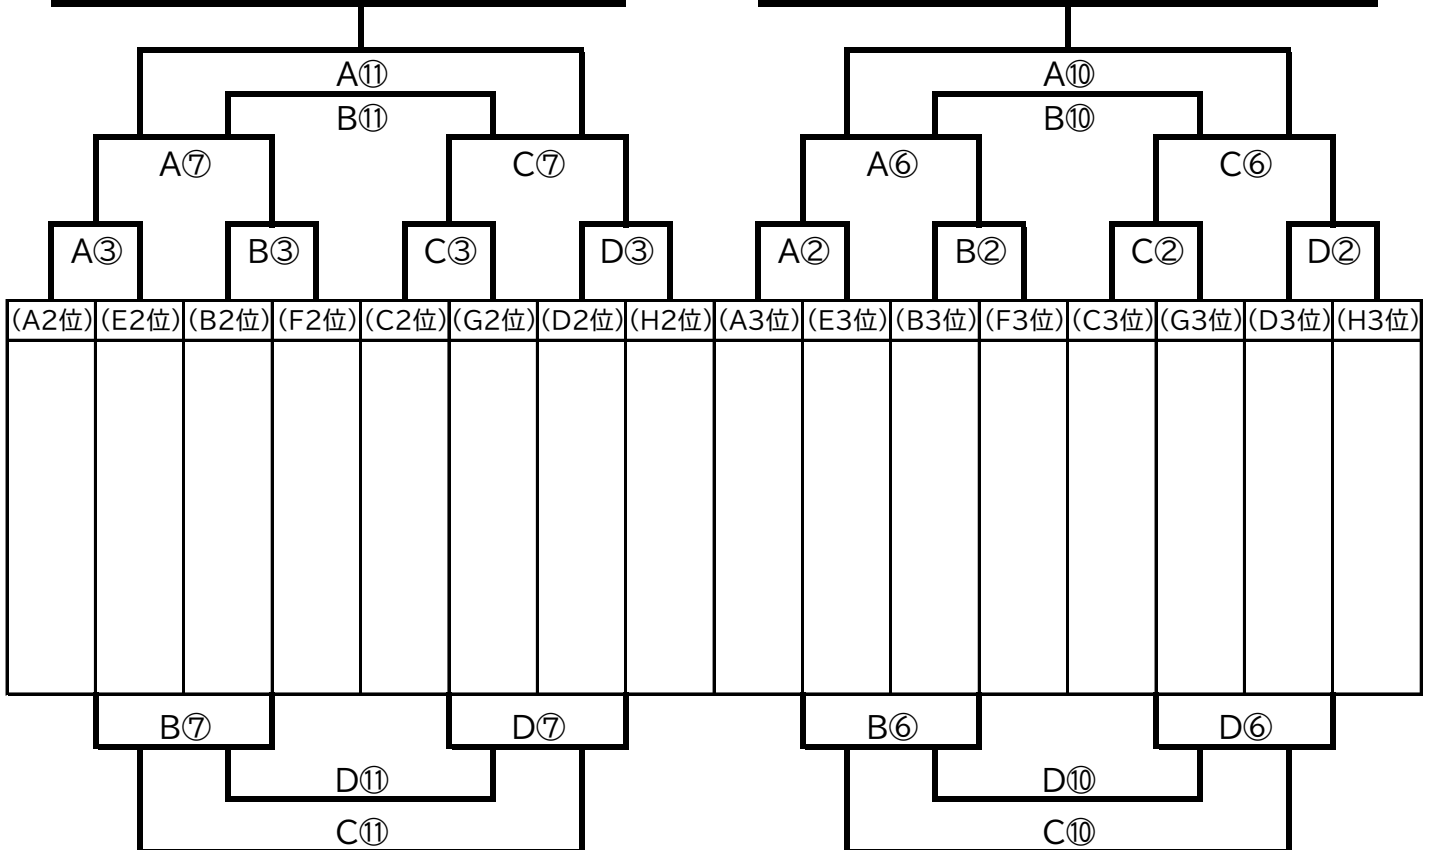 A⑪ A⑩
B⑪ B⑩
A⑦ C⑦ A⑥ C⑥
A③ B③ C③ D③ A② B② C② D②
(A2位) (E2位) (B2位) (F2位) (C2位) (G2位) (D2位) (H2位) (A3位) (E3位) (B3位) (F3位) (C3位) (G3位) (D3位) (H3位)
B⑦ D⑦ B⑥ D⑥
D⑪ D⑩
C⑪ C⑩